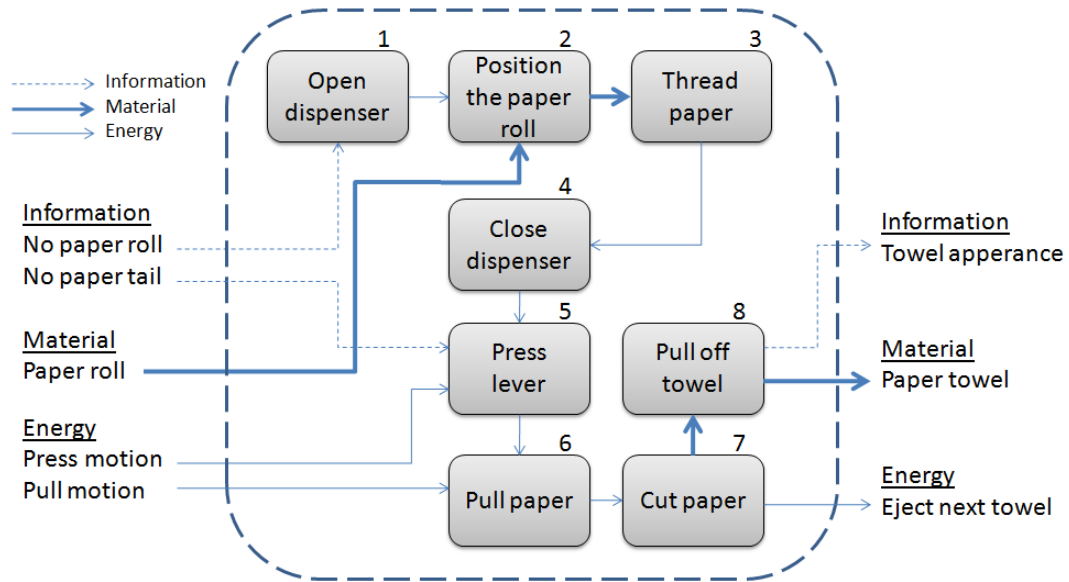 Information
Material
Energy
1
Open
dispenser
2
Position
the paper
roll
3
Thread
paper
4
Close
dispenser
Information
No paper roll
No paper tail
Material
Paper roll
Energy
Press motion
Pull motion
5
Press
lever
6
Pull paper
7
Cut paper
8
Pull off
towel
Information
Towel apperance
Material
Paper towel
Energy
Eject next towel